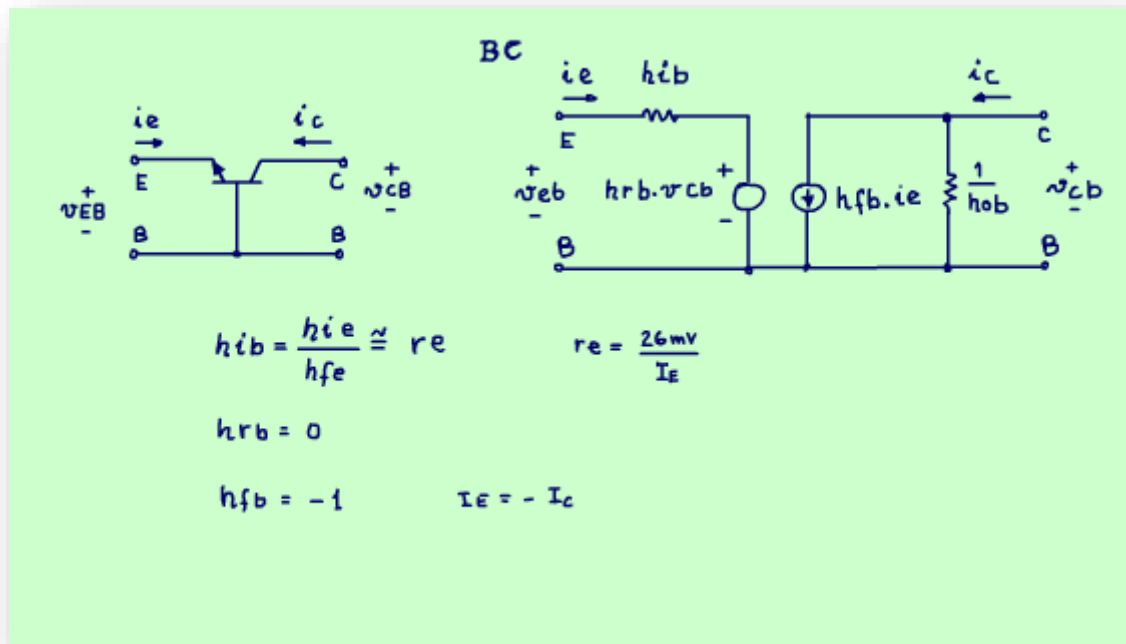 BC
ie
ic
E
C
+
vEB
-
+
vCB
-
B
B
ie
hib
ic
E
C
+
veb
-
hrb.vcb
+
-
hfb.ie
1/hob
+
vcb
-
B
B
hib = hie/hfe ≅ re
re = 26mv/IE
hrb = 0
hfb = -1
IE = - Ic